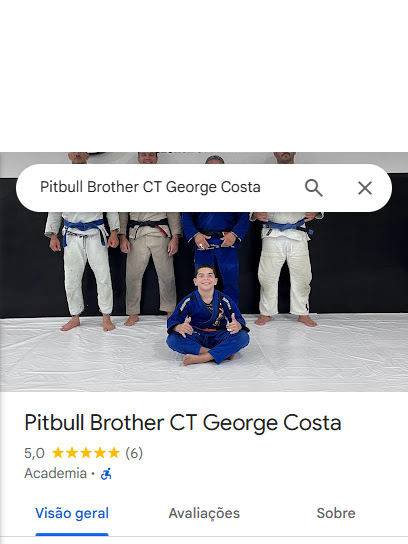 Pitbull Brother CT George Costa
Pitbull Brother CT George Costa
5,0 ★★★★★ (6)
Academia ·
Visão geral
Avaliações
Sobre